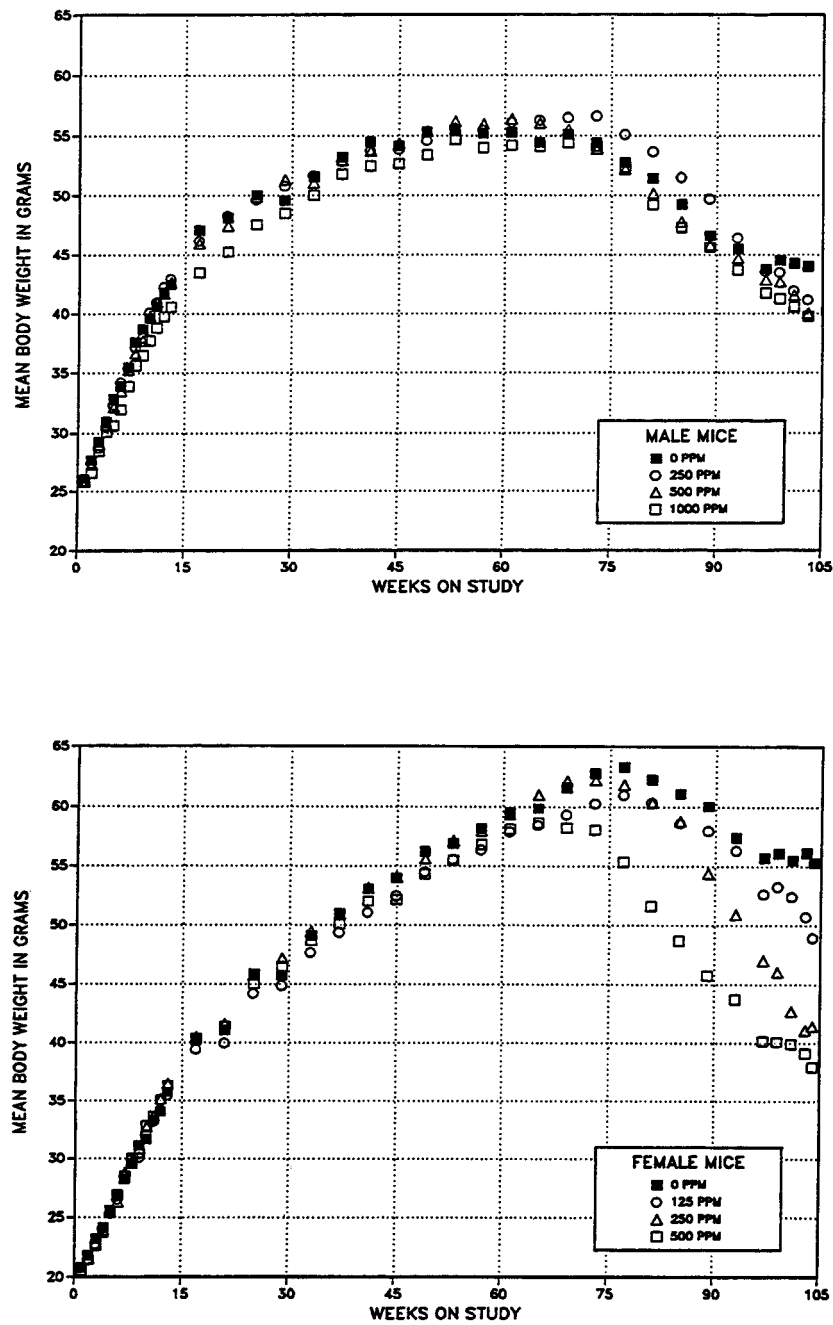 65
60
55
50
45
40
35
30
25
20
MEAN BODY WEIGHT IN GRAMS
MALE MICE
0 PPM
250 PPM
500 PPM
1000 PPM
0
15
30
45
60
75
90
105
WEEKS ON STUDY
65
60
55
50
45
40
35
30
25
20
MEAN BODY WEIGHT IN GRAMS
FEMALE MICE
0 PPM
125 PPM
250 PPM
500 PPM
0
15
30
45
60
75
90
105
WEEKS ON STUDY